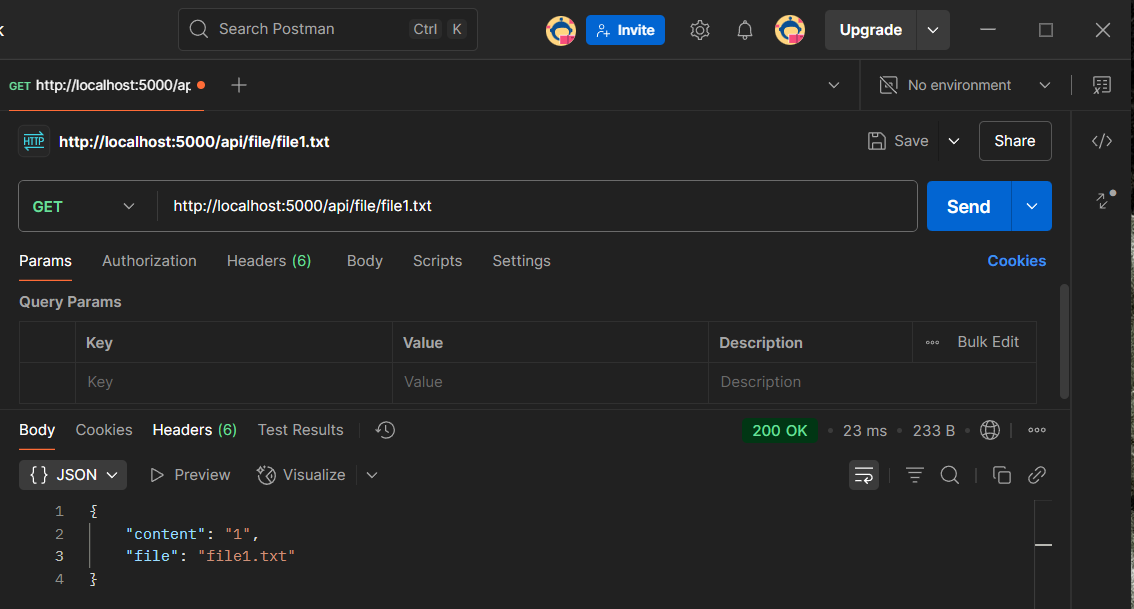 Search Postman Ctrl K Invite Upgrade
GET http://localhost:5000/ap No environment
HTTP http://localhost:5000/api/file/file1.txt Save Share
GET http://localhost:5000/api/file/file1.txt Send
Params Authorization Headers (6) Body Scripts Settings Cookies
Query Params
Key Value Description Bulk Edit
Key Value Description
Body Cookies Headers (6) Test Results 200 OK 23 ms 233 B
{} JSON Preview Visualize
1 {
2 "content": "1",
3 "file": "file1.txt"
4 }